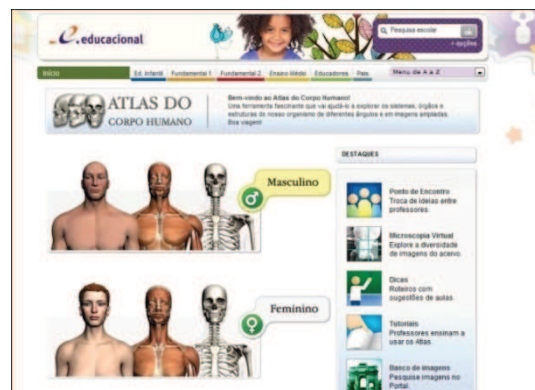 e.educacional
Pesquisa escolar
+ opções
Início
Ed. Infantil
Fundamental 1
Fundamental 2
Ensino Médio
Educadores
Pais
Menu de A a Z
ATLAS DO
CORPO HUMANO
Bem-vindo ao Atlas do Corpo Humano!
Uma ferramenta fascinante que vai ajudá-lo a explorar os sistemas, órgãos e
estruturas do nosso organismo de diferentes ângulos e em imagens ampliadas.
Boa viagem!
DESTAQUES
Masculino
Ponto de Encontro
Troca de ideias entre
professores.
Microscopia Virtual
Explore a diversidade
de imagens do acervo.
Dicas
Roteiros com
sugestões de aulas.
Feminino
Tutoriais
Professores ensinam a
usar os Atlas.
Banco de imagens
Pesquise imagens no
Portal.